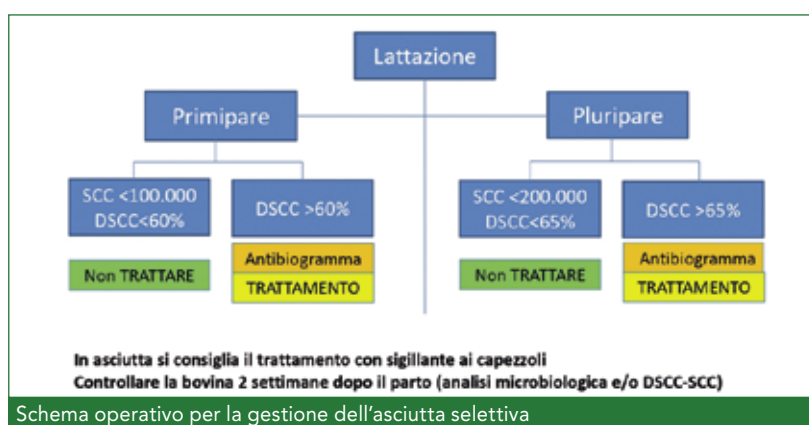 Lattazione
Primipare
Pluripare
SCC <100.000
DSCC<60%
DSCC >60%
SCC <200.000
DSCC<65%
DSCC >65%
Non TRATTARE
Antibiogramma
TRATTAMENTO
Non TRATTARE
Antibiogramma
TRATTAMENTO
In asciutta si consiglia il trattamento con sigillante ai capezzoli
Controllare la bovina 2 settimane dopo il parto (analisi microbiologica e/o DSCC-SCC)
Schema operativo per la gestione dell'asciutta selettiva